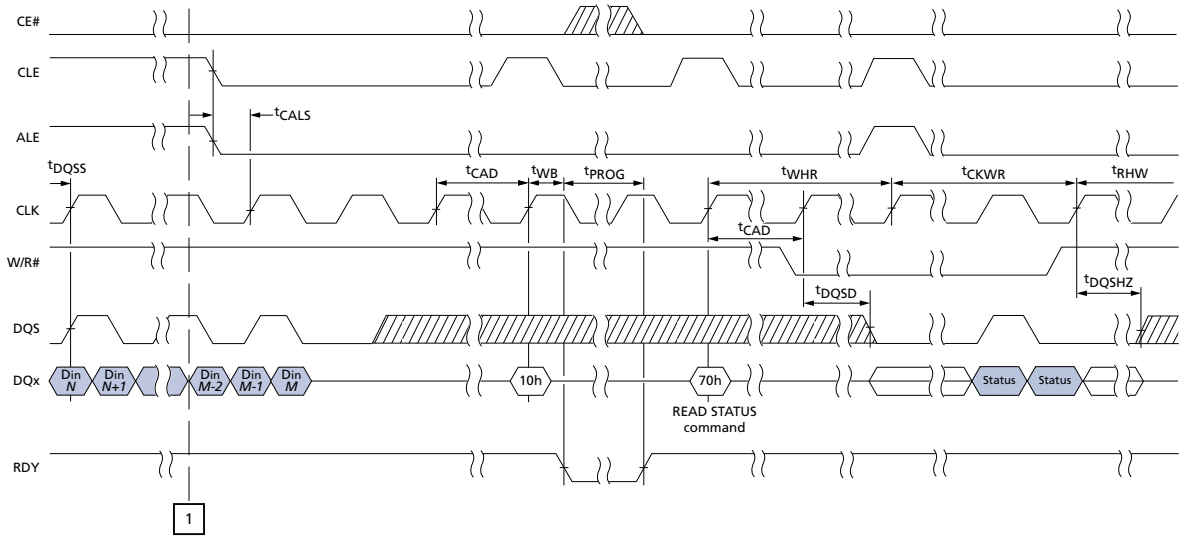 CE#
CLE
tCALS
ALE
tDQSS
tCAD
tWB
tPROG
tWHR
tCKWR
tRHW
CLK
tCAD
W/R#
tDQSD
tDQSHZ
DQS
DQx
Din N
Din N+1
Din M-2
Din M-1
Din M
10h
70h
Status
Status
READ STATUS
command
RDY
1